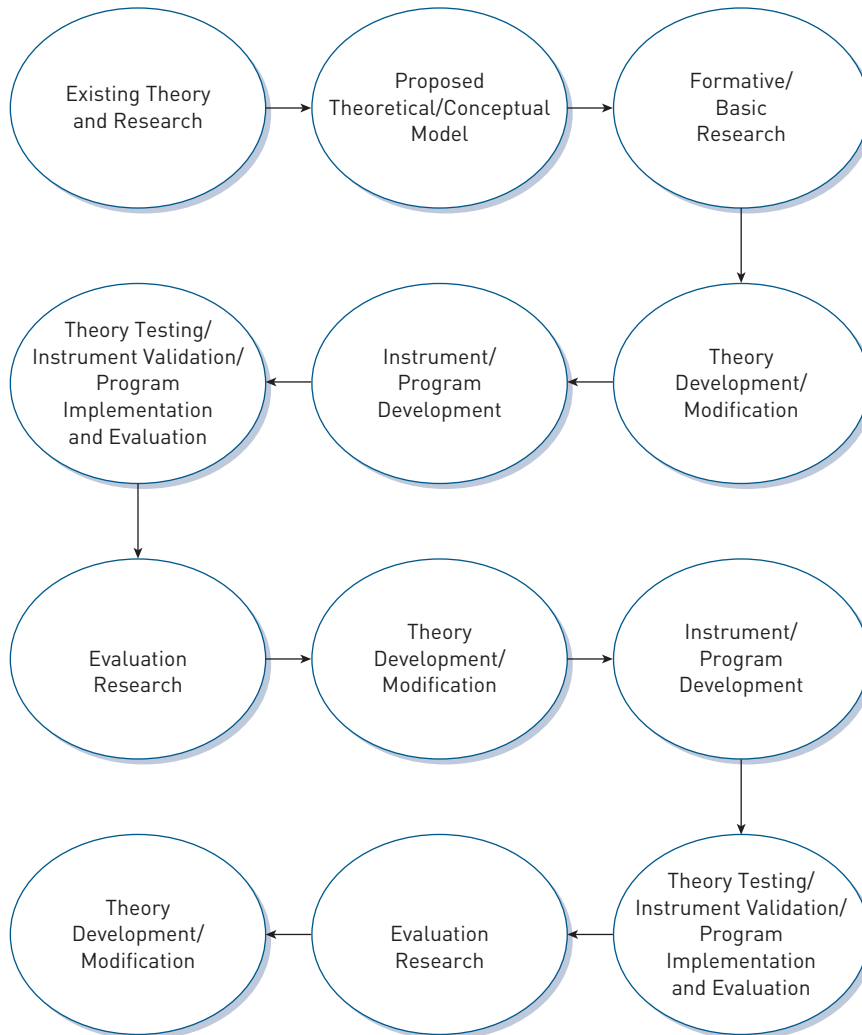 Existing Theory
and Research
Proposed
Theoretical/Conceptual
Model
Formative/
Basic
Research
Theory
Development/
Modification
Instrument/
Program
Development
Theory Testing/
Instrument Validation/
Program
Implementation
and Evaluation
Evaluation
Research
Theory
Development/
Modification
Instrument/
Program
Development
Theory Testing/
Instrument Validation/
Program
Implementation
and Evaluation
Evaluation
Research
Theory
Development/
Modification